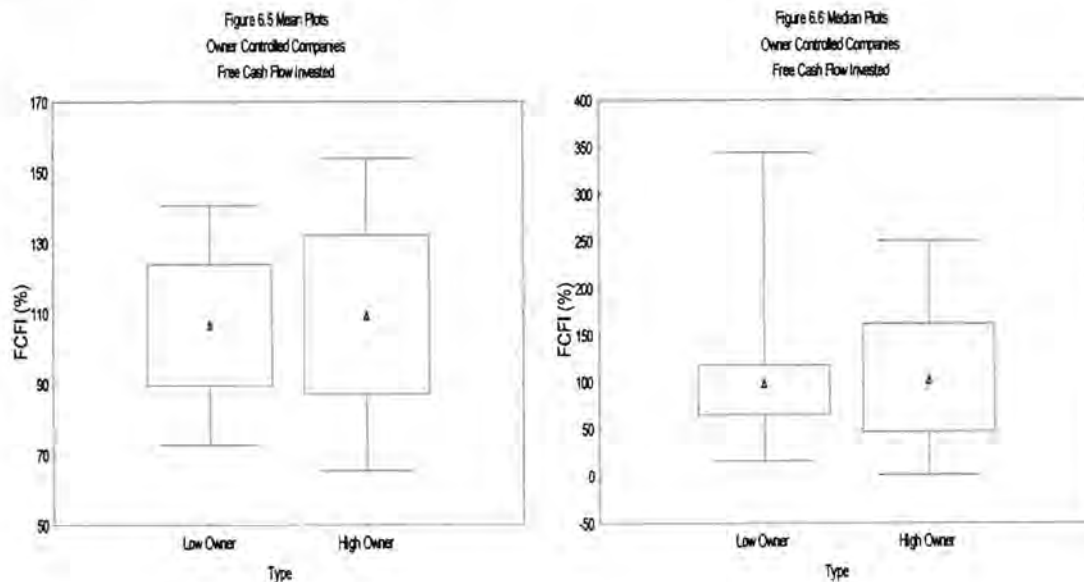 Figure 6.5 Mean Plots
Owner Controlled Companies
Free Cash Flow Invested
170
150
130
110
90
70
50
FCFI (%)
Low Owner
High Owner
Type
Figure 6.6 Median Plots
Owner Controlled Companies
Free Cash Flow Invested
400
350
300
250
200
150
100
50
0
-50
FCFI (%)
Low Owner
High Owner
Type